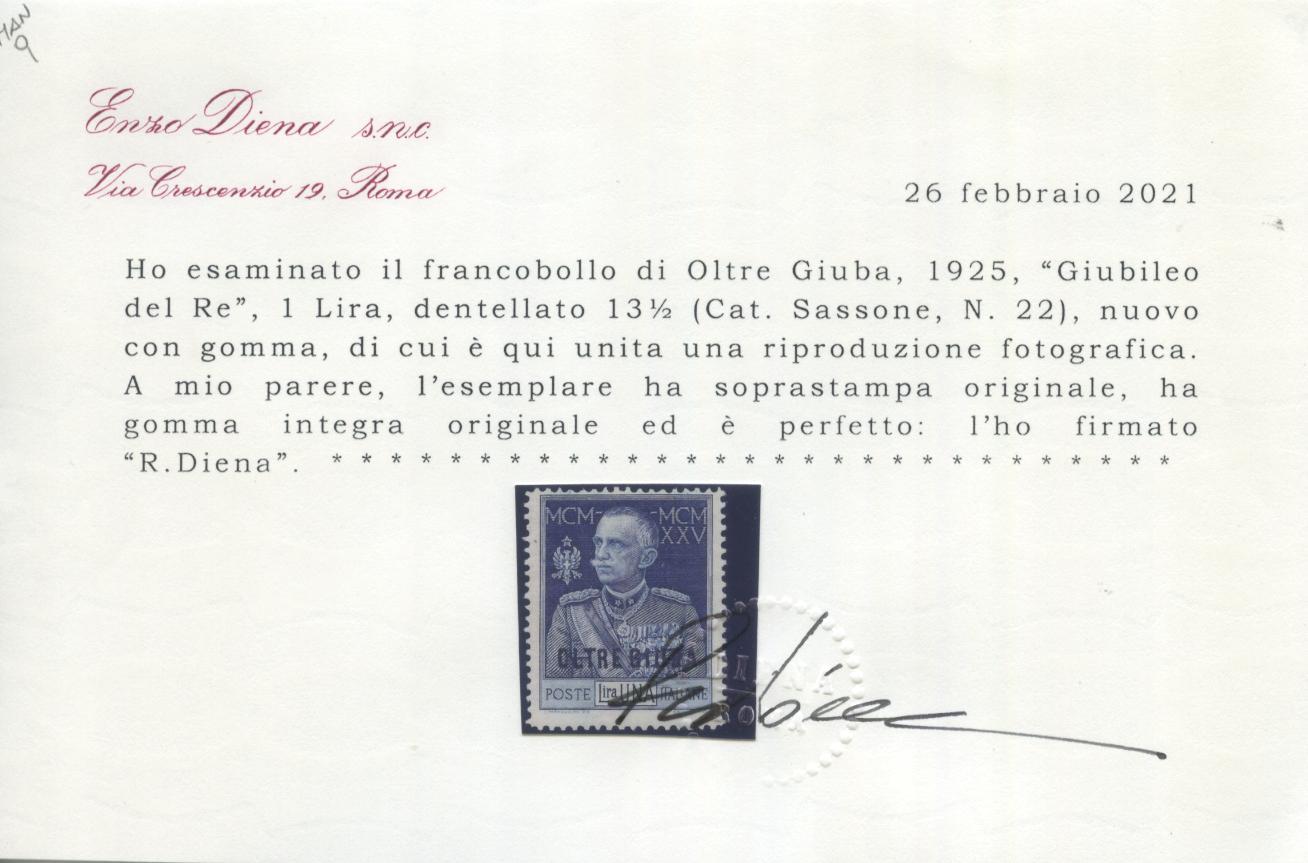 MAN
9
Enzo Diena s.n.c.
Via Crescenzio 19, Roma
26 febbraio 2021
Ho esaminato il francobollo di Oltre Giuba, 1925, “Giubileo
del Re”, 1 Lira, dentellato 13½ (Cat. Sassone, N. 22), nuovo
con gomma, di cui è qui unita una riproduzione fotografica.
A mio parere, l'esemplare ha soprastampa originale, ha
gomma integra originale ed è perfetto: l'ho firmato
“R.Diena”. * * * * * * * * * * * * * * * * * * * * * * * * * * * * *
MCM- -MCM
XXV
OLTRE GIUBA
POSTE lira UNA ITALIANE